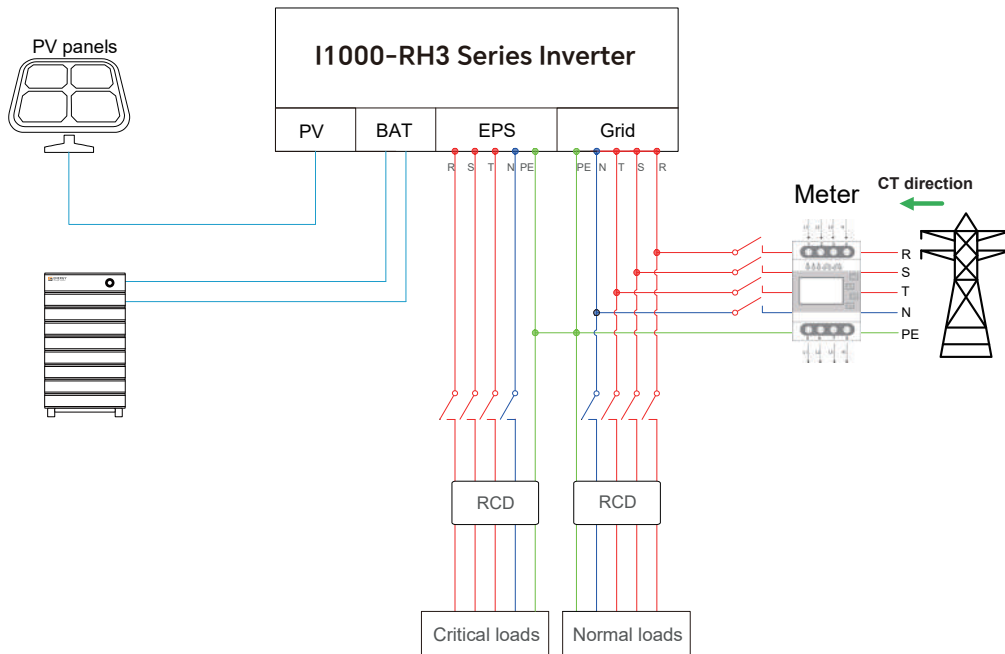 I1000-RH3 Series Inverter
PV panels
PV
BAT
EPS
Grid
R S T N PE
PE N T S R
Meter
CT direction
R
S
T
N
PE
RCD
RCD
Critical loads
Normal loads